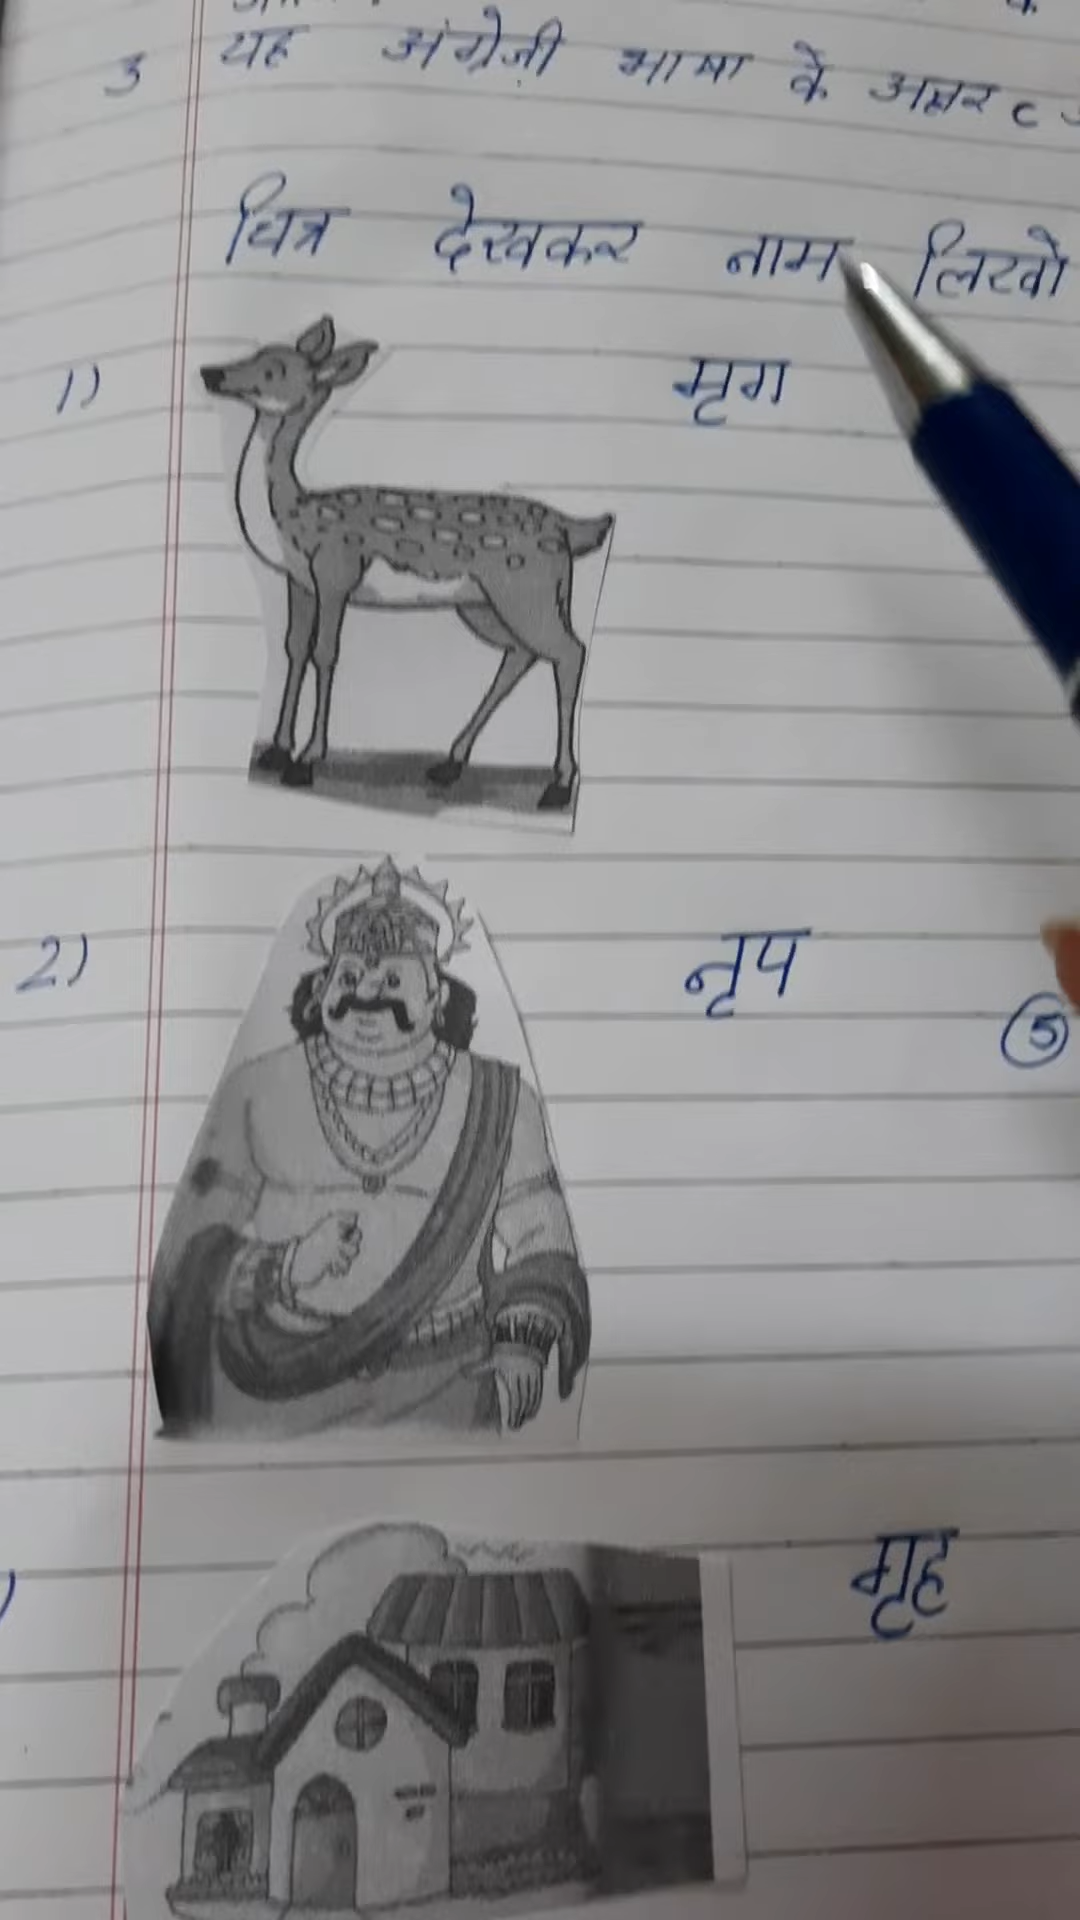 3 यह अंग्रेजी भाषा के अक्षर c
चित्र देखकर नाम लिखो
1) मृग
2) नृप
5
गृह